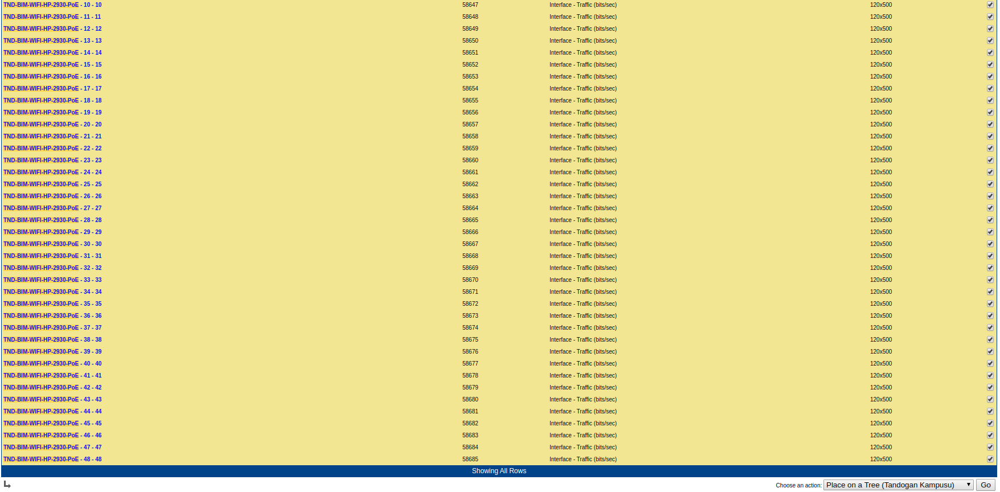 TND-BIM-WIFI-HP-2930-PoE - 10 - 10 58647 Interface - Traffic (bits/sec) 120x500
TND-BIM-WIFI-HP-2930-PoE - 11 - 11 58648 Interface - Traffic (bits/sec) 120x500
TND-BIM-WIFI-HP-2930-PoE - 12 - 12 58649 Interface - Traffic (bits/sec) 120x500
TND-BIM-WIFI-HP-2930-PoE - 13 - 13 58650 Interface - Traffic (bits/sec) 120x500
TND-BIM-WIFI-HP-2930-PoE - 14 - 14 58651 Interface - Traffic (bits/sec) 120x500
TND-BIM-WIFI-HP-2930-PoE - 15 - 15 58652 Interface - Traffic (bits/sec) 120x500
TND-BIM-WIFI-HP-2930-PoE - 16 - 16 58653 Interface - Traffic (bits/sec) 120x500
TND-BIM-WIFI-HP-2930-PoE - 17 - 17 58654 Interface - Traffic (bits/sec) 120x500
TND-BIM-WIFI-HP-2930-PoE - 18 - 18 58655 Interface - Traffic (bits/sec) 120x500
TND-BIM-WIFI-HP-2930-PoE - 19 - 19 58656 Interface - Traffic (bits/sec) 120x500
TND-BIM-WIFI-HP-2930-PoE - 20 - 20 58657 Interface - Traffic (bits/sec) 120x500
TND-BIM-WIFI-HP-2930-PoE - 21 - 21 58658 Interface - Traffic (bits/sec) 120x500
TND-BIM-WIFI-HP-2930-PoE - 22 - 22 58659 Interface - Traffic (bits/sec) 120x500
TND-BIM-WIFI-HP-2930-PoE - 23 - 23 58660 Interface - Traffic (bits/sec) 120x500
TND-BIM-WIFI-HP-2930-PoE - 24 - 24 58661 Interface - Traffic (bits/sec) 120x500
TND-BIM-WIFI-HP-2930-PoE - 25 - 25 58662 Interface - Traffic (bits/sec) 120x500
TND-BIM-WIFI-HP-2930-PoE - 26 - 26 58663 Interface - Traffic (bits/sec) 120x500
TND-BIM-WIFI-HP-2930-PoE - 27 - 27 58664 Interface - Traffic (bits/sec) 120x500
TND-BIM-WIFI-HP-2930-PoE - 28 - 28 58665 Interface - Traffic (bits/sec) 120x500
TND-BIM-WIFI-HP-2930-PoE - 29 - 29 58666 Interface - Traffic (bits/sec) 120x500
TND-BIM-WIFI-HP-2930-PoE - 30 - 30 58667 Interface - Traffic (bits/sec) 120x500
TND-BIM-WIFI-HP-2930-PoE - 31 - 31 58668 Interface - Traffic (bits/sec) 120x500
TND-BIM-WIFI-HP-2930-PoE - 32 - 32 58669 Interface - Traffic (bits/sec) 120x500
TND-BIM-WIFI-HP-2930-PoE - 33 - 33 58670 Interface - Traffic (bits/sec) 120x500
TND-BIM-WIFI-HP-2930-PoE - 34 - 34 58671 Interface - Traffic (bits/sec) 120x500
TND-BIM-WIFI-HP-2930-PoE - 35 - 35 58672 Interface - Traffic (bits/sec) 120x500
TND-BIM-WIFI-HP-2930-PoE - 36 - 36 58673 Interface - Traffic (bits/sec) 120x500
TND-BIM-WIFI-HP-2930-PoE - 37 - 37 58674 Interface - Traffic (bits/sec) 120x500
TND-BIM-WIFI-HP-2930-PoE - 38 - 38 58675 Interface - Traffic (bits/sec) 120x500
TND-BIM-WIFI-HP-2930-PoE - 39 - 39 58676 Interface - Traffic (bits/sec) 120x500
TND-BIM-WIFI-HP-2930-PoE - 40 - 40 58677 Interface - Traffic (bits/sec) 120x500
TND-BIM-WIFI-HP-2930-PoE - 41 - 41 58678 Interface - Traffic (bits/sec) 120x500
TND-BIM-WIFI-HP-2930-PoE - 42 - 42 58679 Interface - Traffic (bits/sec) 120x500
TND-BIM-WIFI-HP-2930-PoE - 43 - 43 58680 Interface - Traffic (bits/sec) 120x500
TND-BIM-WIFI-HP-2930-PoE - 44 - 44 58681 Interface - Traffic (bits/sec) 120x500
TND-BIM-WIFI-HP-2930-PoE - 45 - 45 58682 Interface - Traffic (bits/sec) 120x500
TND-BIM-WIFI-HP-2930-PoE - 46 - 46 58683 Interface - Traffic (bits/sec) 120x500
TND-BIM-WIFI-HP-2930-PoE - 47 - 47 58684 Interface - Traffic (bits/sec) 120x500
TND-BIM-WIFI-HP-2930-PoE - 48 - 48 58685 Interface - Traffic (bits/sec) 120x500
Showing All Rows
Choose an action: Place on a Tree (Tandogan Kampusu) Go